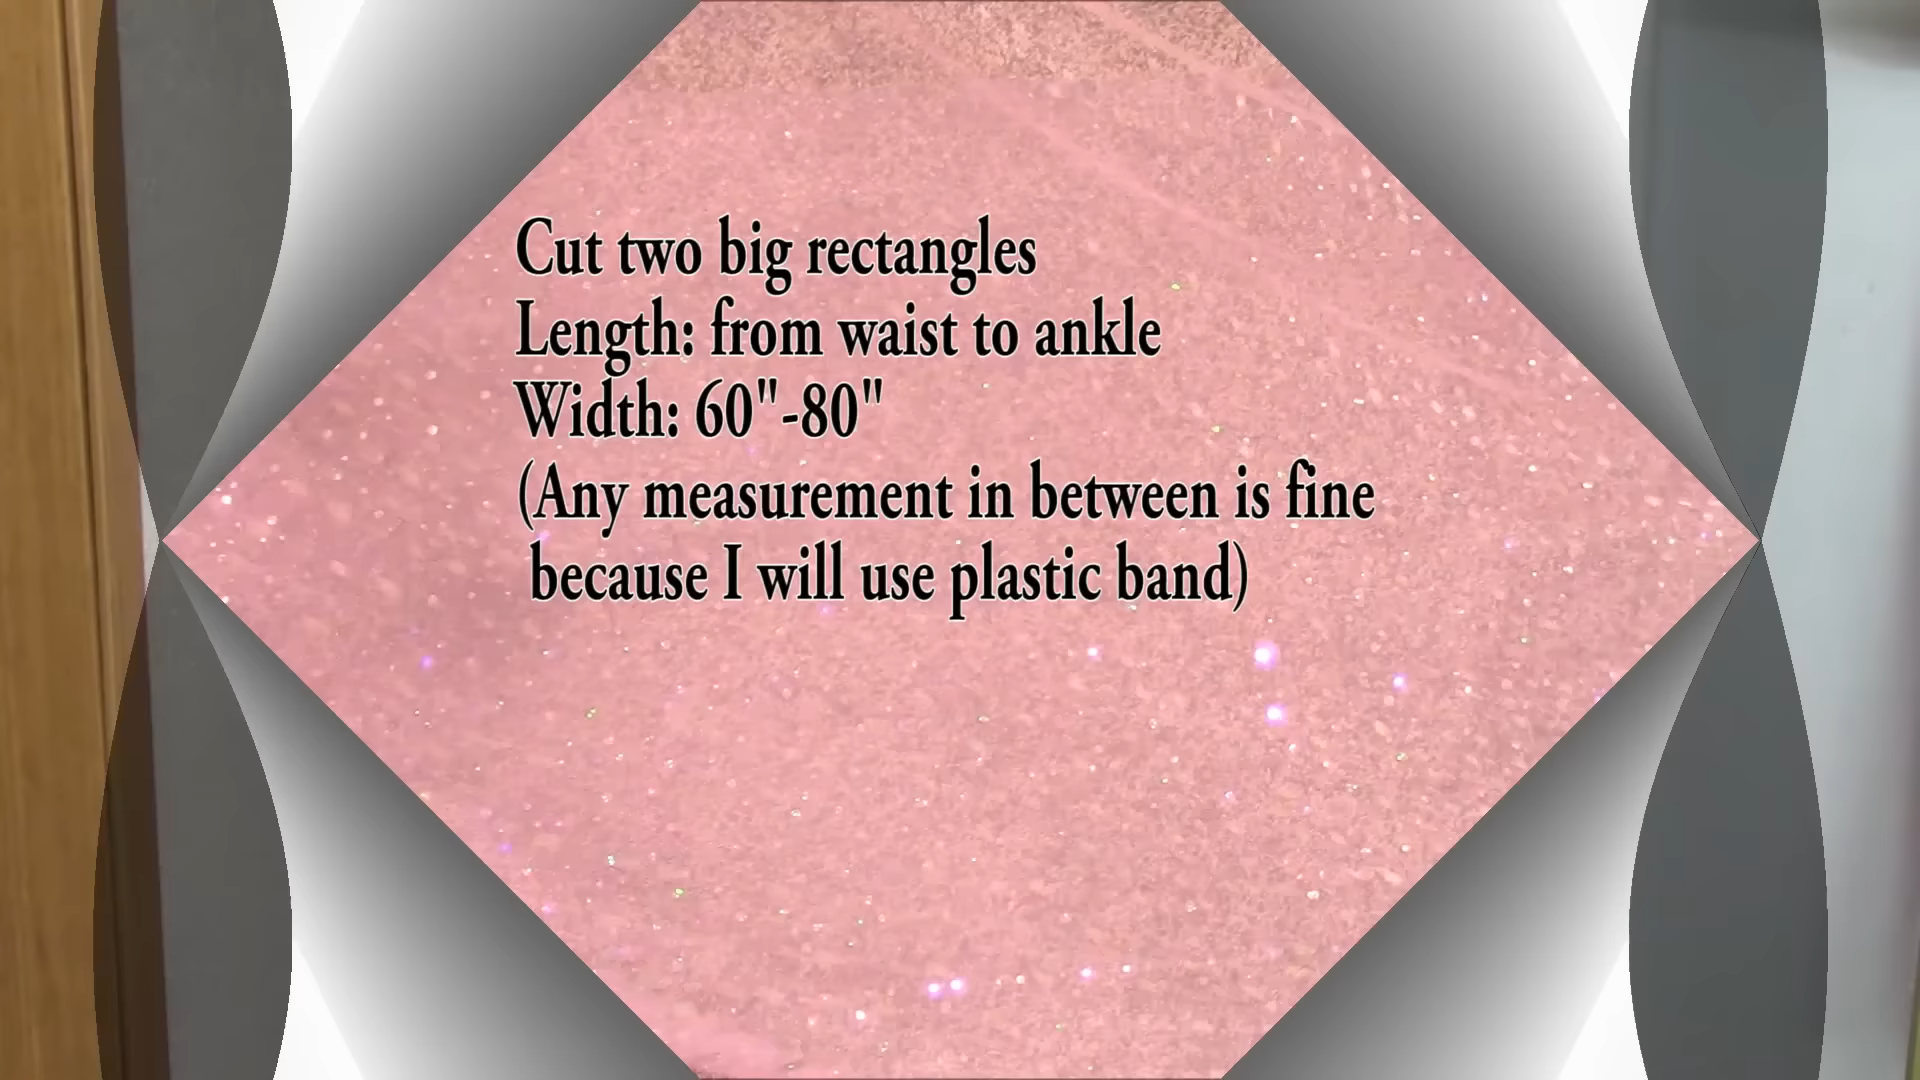 Cut two big rectangles
Length: from waist to ankle
Width: 60"-80"
(Any measurement in between is fine
because I will use plastic band)